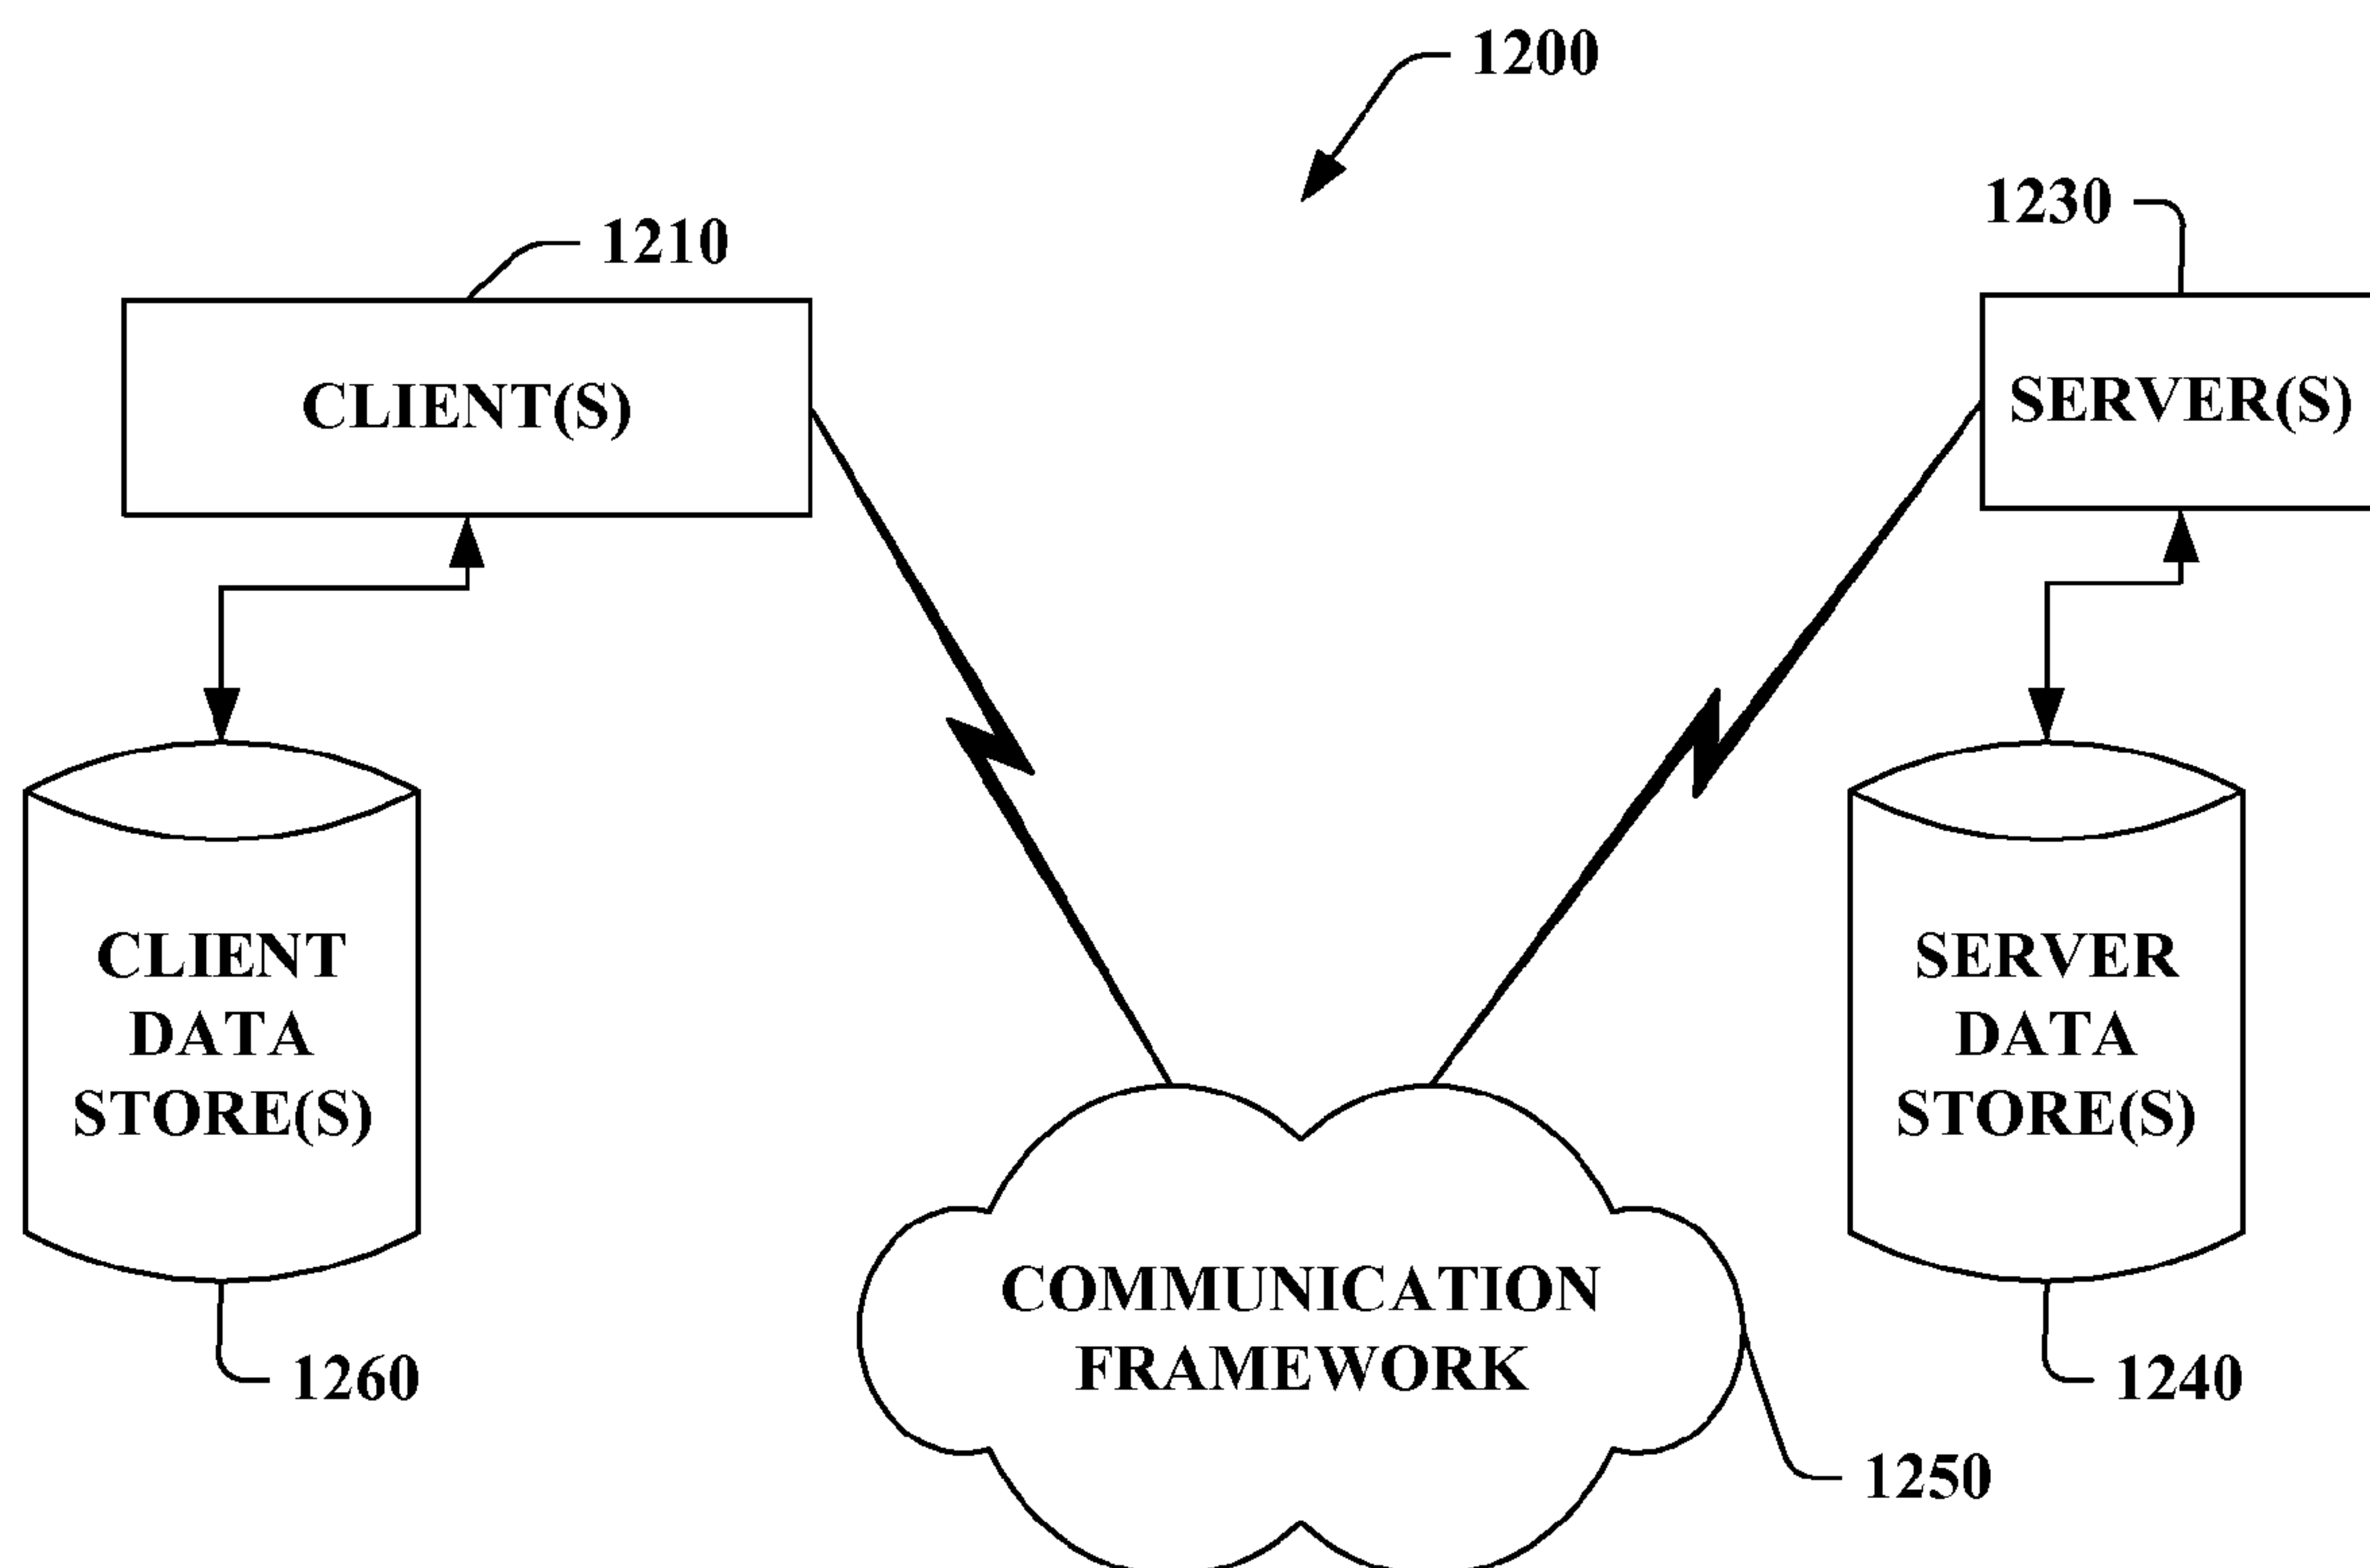 1200
1210
1230
CLIENT(S)
SERVER(S)
CLIENT
DATA
STORE(S)
SERVER
DATA
STORE(S)
COMMUNICATION
FRAMEWORK
1260
1240
1250